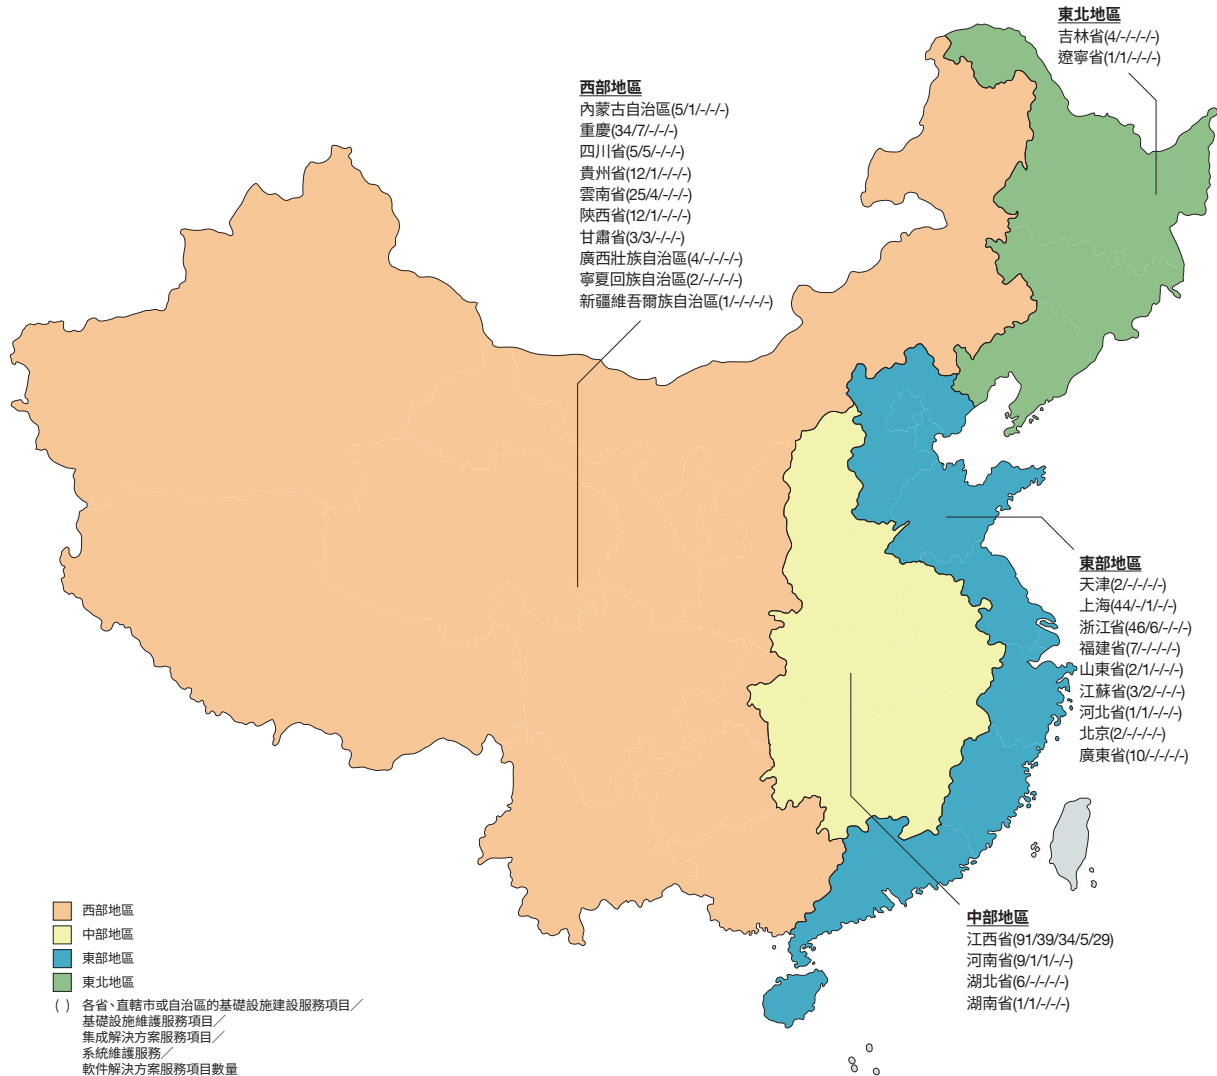 東北地區
吉林省(4/-/-/-/-)
遼寧省(1/1/-/-/-)
西部地區
內蒙古自治區(5/1/-/-/-)
重慶(34/7/-/-/-)
四川省(5/5/-/-/-)
貴州省(12/1/-/-/-)
雲南省(25/4/-/-/-)
陝西省(12/1/-/-/-)
甘肅省(3/3/-/-/-)
廣西壯族自治區(4/-/-/-/-)
寧夏回族自治區(2/-/-/-/-)
新疆維吾爾族自治區(1/-/-/-/-)
東部地區
天津(2/-/-/-/-)
上海(44/-/1/-/-)
浙江省(46/6/-/-/-)
福建省(7/-/-/-/-)
山東省(2/1/-/-/-)
江蘇省(3/2/-/-/-)
河北省(1/1/-/-/-)
北京(2/-/-/-/-)
廣東省(10/-/-/-/-)
中部地區
江西省(91/39/34/5/29)
河南省(9/1/1/-/-)
湖北省(6/-/-/-/-)
湖南省(1/1/-/-/-)
西部地區
中部地區
東部地區
東北地區
( ) 各省、直轄市或自治區的基礎設施建設服務項目／
基礎設施維護服務項目／
集成解決方案服務項目／
系統維護服務／
軟件解決方案服務項目數量